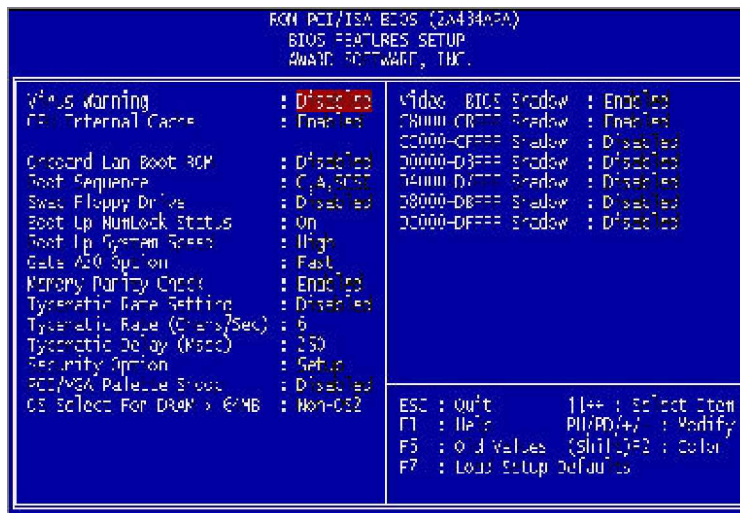 ROM PCI/ISA BIOS (2A434APA)
BIOS FEATURES SETUP
AWARD SOFTWARE, INC.
Virus Warning : Disabled
CPU Internal Cache : Enabled
Onboard Lan Boot ROM : Disabled
Boot Sequence : C,A,SCSI
Swap Floppy Drive : Disabled
Boot Up NumLock Status : On
Boot Up System Speed : High
Gate A20 Option : Fast
Memory Parity Check : Enabled
Typematic Rate Setting : Disabled
Typematic Rate (Chars/Sec) : 6
Typematic Delay (Msec) : 250
Security Option : Setup
PCI/VGA Palette Snoop : Disabled
OS Select For DRAM > 64MB : Non-OS2
Video BIOS Shadow : Enabled
C8000-CBFFF Shadow : Enabled
CC000-CFFFF Shadow : Disabled
D0000-D3FFF Shadow : Disabled
D4000-D7FFF Shadow : Disabled
D8000-DBFFF Shadow : Disabled
DC000-DFFFF Shadow : Disabled
ESC : Quit : Select Item
F1 : Help PU/PD/+/- : Modify
F5 : Old Values (Shift)F2 : Color
F7 : Load Setup Defaults